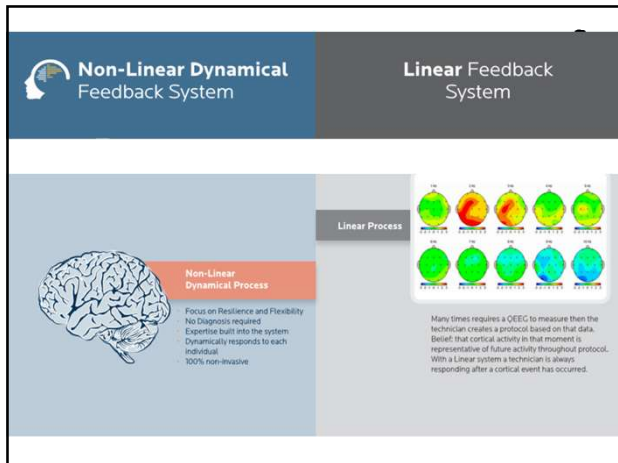 Non-Linear Dynamical
Feedback System
Linear Feedback
System
Non-Linear
Dynamical Process
Focus on Resilience and Flexibility
No Diagnosis required
Expertise built into the system
Dynamically responds to each
individual
100% non-invasive
Linear Process
Many times requires a QEEG to measure then the
technician creates a protocol based on that data.
Belief: that cortical activity in that moment is
representative of future activity throughout protocol.
With a Linear system a technician is always
responding after a cortical event has occurred.